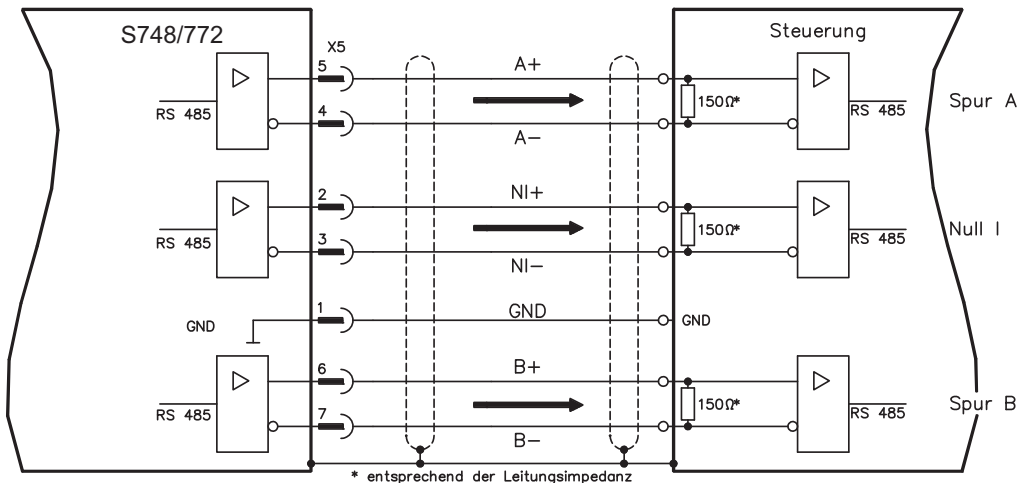 S748/772
X5
Steuerung
5
A+
RS 485
150Ω*
RS 485
Spur A
4
A-
2
NI+
RS 485
150Ω*
RS 485
Null I
3
NI-
1
GND
GND
GND
6
B+
RS 485
150Ω*
RS 485
Spur B
7
B-
* entsprechend der Leitungsimpedanz